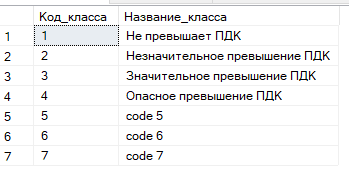 Код_класса Название_класса
1 1 Не превышает ПДК
2 2 Незначительное превышение ПДК
3 3 Значительное превышение ПДК
4 4 Опасное превышение ПДК
5 5 code 5
6 6 code 6
7 7 code 7